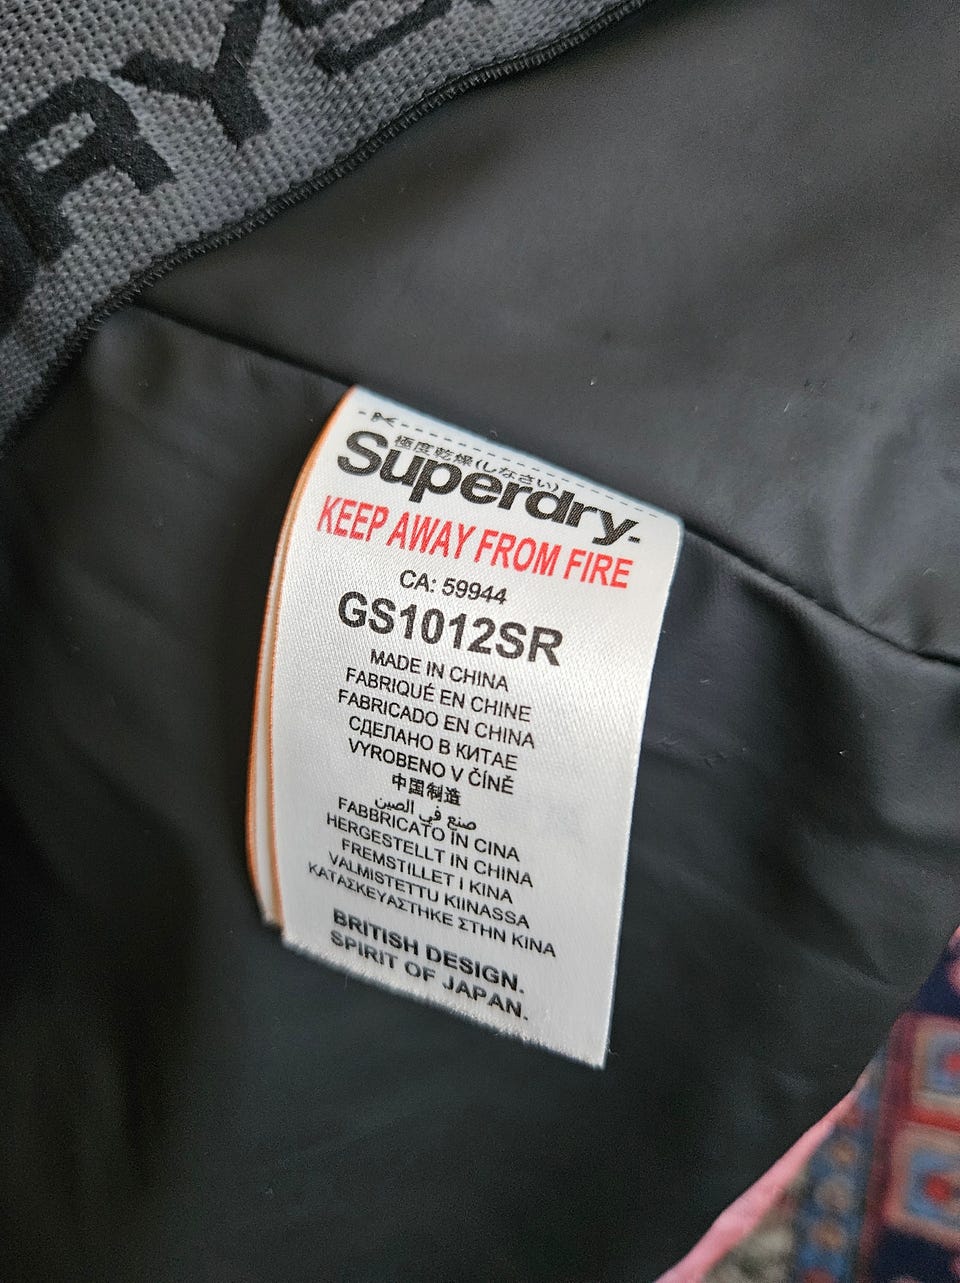 RYS
極度乾燥(しなさい)
Superdry.
KEEP AWAY FROM FIRE
CA: 59944
GS1012SR
MADE IN CHINA
FABRIQUÉ EN CHINE
FABRICADO EN CHINA
СДЕЛАНО В КИТАЕ
VYROBENO V ČÍNĚ
中国制造
صنع في الصين
FABBRICATO IN CINA
HERGESTELLT IN CHINA
FREMSTILLET I KINA
VALMISTETTU KIINASSA
ΚΑΤΑΣΚΕΥΑΣΤΗΚΕ ΣΤΗΝ ΚΙΝΑ
BRITISH DESIGN.
SPIRIT OF JAPAN.